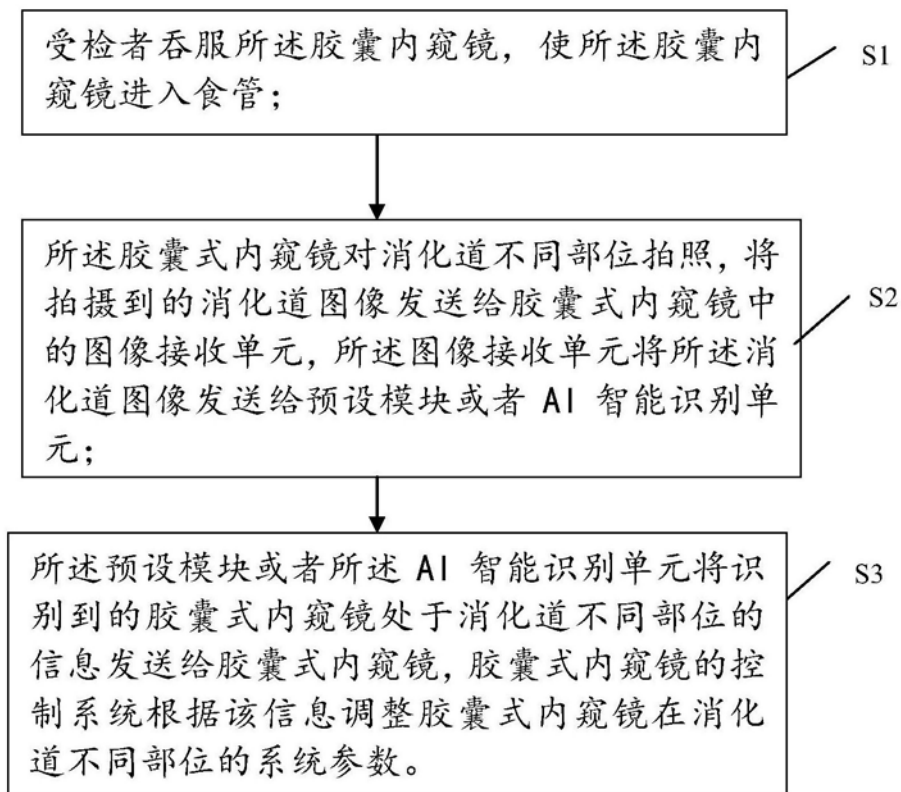 受检者吞服所述胶囊内窥镜，使所述胶囊内
窥镜进入食管；
S1
所述胶囊式内窥镜对消化道不同部位拍照，将
拍摄到的消化道图像发送给胶囊式内窥镜中
的图像接收单元，所述图像接收单元将所述消
化道图像发送给预设模块或者 AI 智能识别单
元；
S2
所述预设模块或者所述 AI 智能识别单元将识
别到的胶囊式内窥镜处于消化道不同部位的
信息发送给胶囊式内窥镜，胶囊式内窥镜的控
制系统根据该信息调整胶囊式内窥镜在消化
道不同部位的系统参数。
S3